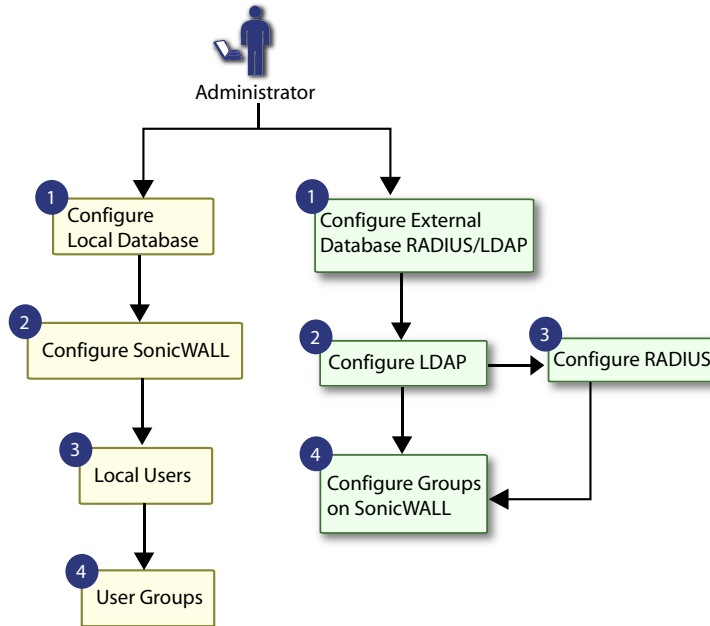 Administrator
1
Configure
Local Database
2
Configure SonicWALL
3
Local Users
4
User Groups
1
Configure External
Database RADIUS/LDAP
2
Configure LDAP
3
Configure RADIUS
4
Configure Groups
on SonicWALL